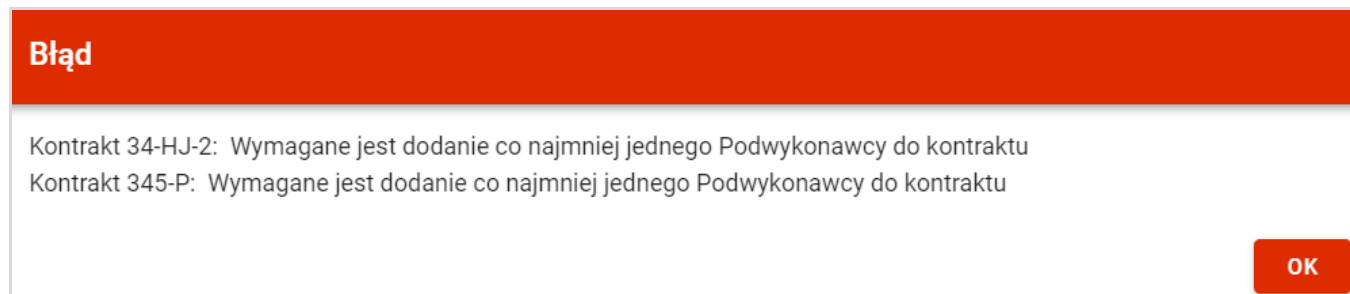 Błąd
Kontrakt 34-HJ-2:  Wymagane jest dodanie co najmniej jednego Podwykonawcy do kontraktu
Kontrakt 345-P:  Wymagane jest dodanie co najmniej jednego Podwykonawcy do kontraktu
OK